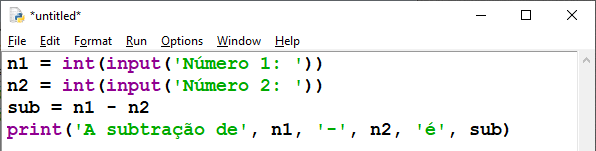 *untitled*
File Edit Format Run Options Window Help
n1 = int(input('Número 1: '))
n2 = int(input('Número 2: '))
sub = n1 - n2
print('A subtração de', n1, '-', n2, 'é', sub)